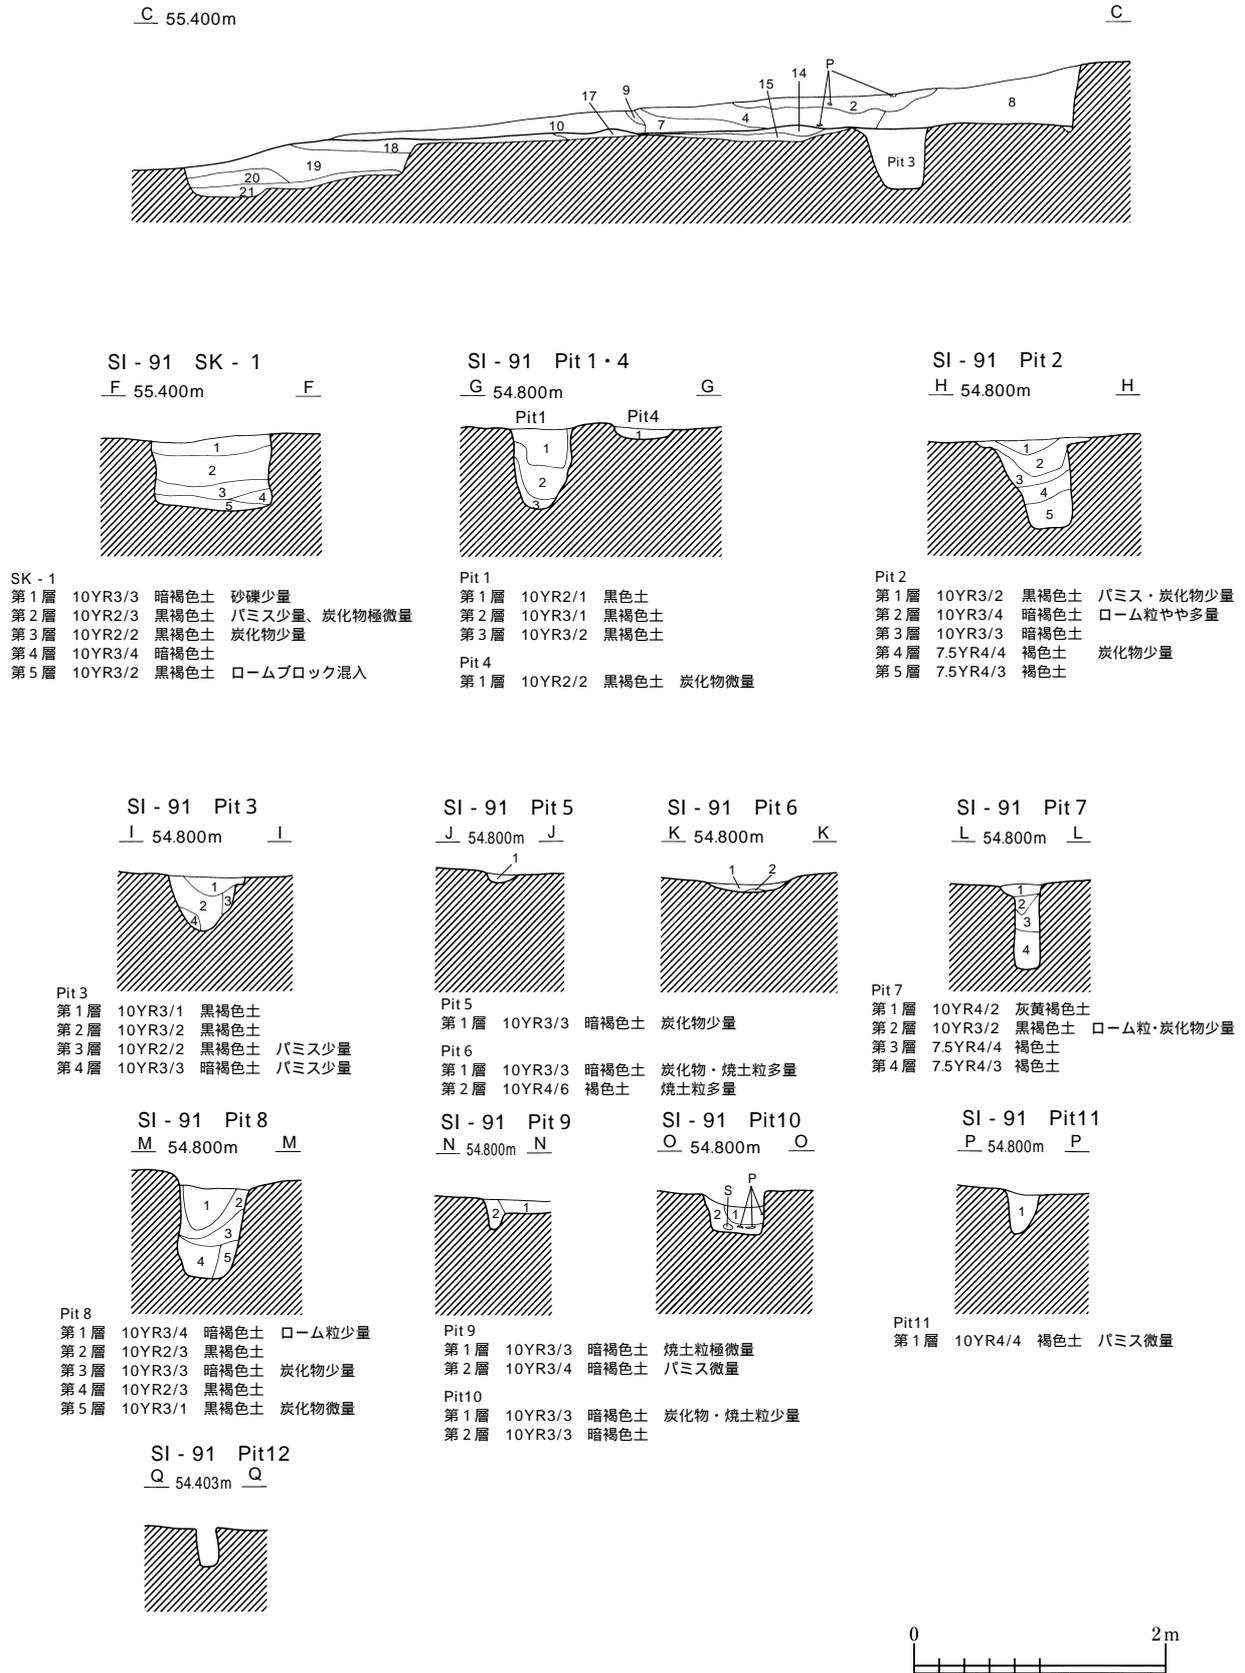 C 55.400m C
P
14
15
9
17
2
8
4
7
10
18
19
Pit 3
20
21
SI - 91 SK - 1
F 55.400m F
1
2
3
4
5
SK - 1
第1層 10YR3/3 暗褐色土 砂礫少量
第2層 10YR2/3 黒褐色土 パミス少量、炭化物極微量
第3層 10YR2/2 黒褐色土 炭化物少量
第4層 10YR3/4 暗褐色土
第5層 10YR3/2 黒褐色土 ロームブロック混入
SI - 91 Pit 1・4
G 54.800m G
Pit1 Pit4
1 1
2
3
Pit 1
第1層 10YR2/1 黒色土
第2層 10YR3/1 黒褐色土
第3層 10YR3/2 黒褐色土
Pit 4
第1層 10YR2/2 黒褐色土 炭化物微量
SI - 91 Pit 2
H 54.800m H
1
2
3
4
5
Pit 2
第1層 10YR3/2 黒褐色土 パミス・炭化物少量
第2層 10YR3/4 暗褐色土 ローム粒やや多量
第3層 10YR3/3 暗褐色土
第4層 7.5YR4/4 褐色土 炭化物少量
第5層 7.5YR4/3 褐色土
SI - 91 Pit 3
I 54.800m I
1
2 3
4
Pit 3
第1層 10YR3/1 黒褐色土
第2層 10YR3/2 黒褐色土
第3層 10YR2/2 黒褐色土 パミス少量
第4層 10YR3/3 暗褐色土 パミス少量
SI - 91 Pit 5
J 54.800m J
1
Pit 5
第1層 10YR3/3 暗褐色土 炭化物少量
SI - 91 Pit 6
K 54.800m K
1 2
Pit 6
第1層 10YR3/3 暗褐色土 炭化物・焼土粒多量
第2層 10YR4/6 褐色土 焼土粒多量
SI - 91 Pit 7
L 54.800m L
1
2
3
4
Pit 7
第1層 10YR4/2 灰黄褐色土
第2層 10YR3/2 黒褐色土 ローム粒・炭化物少量
第3層 7.5YR4/4 褐色土
第4層 7.5YR4/3 褐色土
SI - 91 Pit 8
M 54.800m M
1 2
3
4 5
Pit 8
第1層 10YR3/4 暗褐色土 ローム粒少量
第2層 10YR2/3 黒褐色土
第3層 10YR3/3 暗褐色土 炭化物少量
第4層 10YR2/3 黒褐色土
第5層 10YR3/1 黒褐色土 炭化物微量
SI - 91 Pit 9
N 54.800m N
2 1
Pit 9
第1層 10YR3/3 暗褐色土 焼土粒極微量
第2層 10YR3/4 暗褐色土 パミス微量
SI - 91 Pit10
O 54.800m O
S P
2 1
Pit10
第1層 10YR3/3 暗褐色土 炭化物・焼土粒少量
第2層 10YR3/3 暗褐色土
SI - 91 Pit11
P 54.800m P
1
Pit11
第1層 10YR4/4 褐色土 パミス微量
SI - 91 Pit12
Q 54.403m Q
0 2m